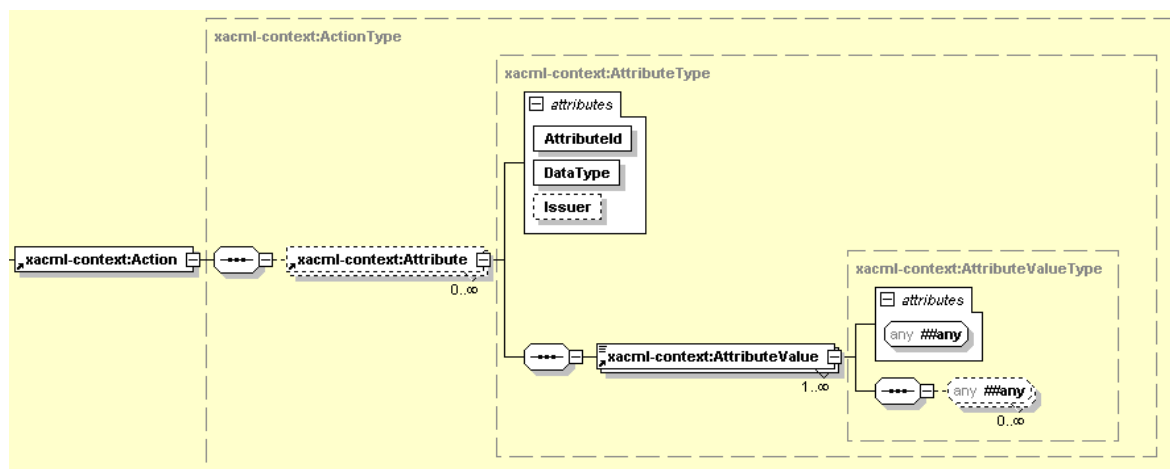 xacml-context:ActionType
xacml-context:AttributeType
attributes
AttributeId
DataType
Issuer
xacml-context:Action
xacml-context:Attribute
0..∞
xacml-context:AttributeValueType
attributes
any ##any
xacml-context:AttributeValue
1..∞
any ##any
0..∞